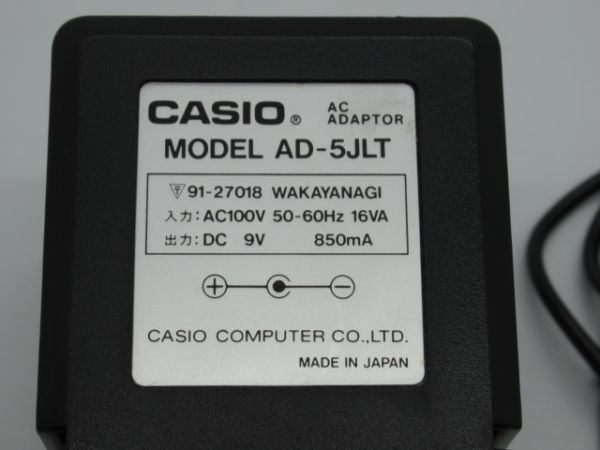 CASIO® AC ADAPTOR
MODEL AD-5JLT
91-27018 WAKAYANAGI
入力: AC100V 50-60Hz 16VA
出力: DC 9V 850mA
CASIO COMPUTER CO.,LTD.
MADE IN JAPAN